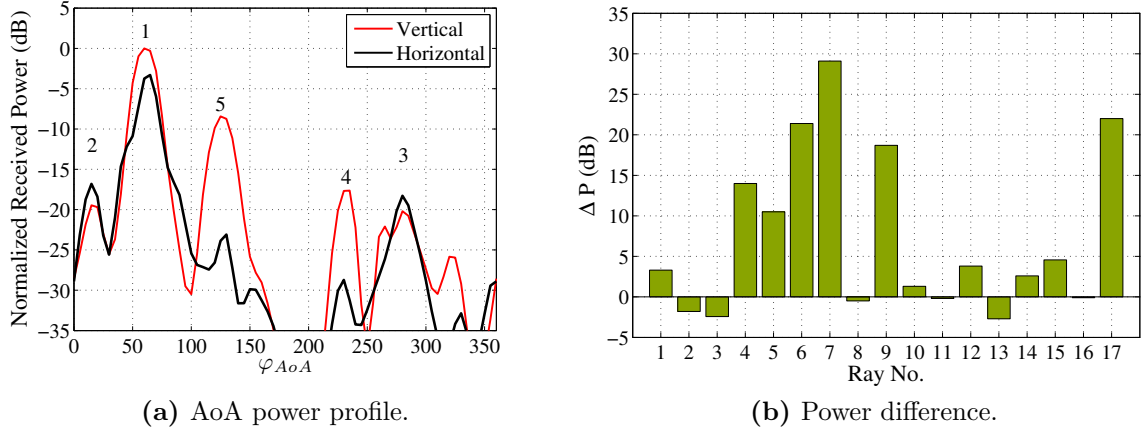 Normalized Received Power (dB)
0
−5
−10
−15
−20
−25
−30
−35
0 50 100 150 200 250 300 350
φAoA
1
2
5
4
3
Vertical
Horizontal
(a) AoA power profile.
Δ P (dB)
35
30
25
20
15
10
5
0
−5
1 2 3 4 5 6 7 8 9 10 11 12 13 14 15 16 17
Ray No.
(b) Power difference.